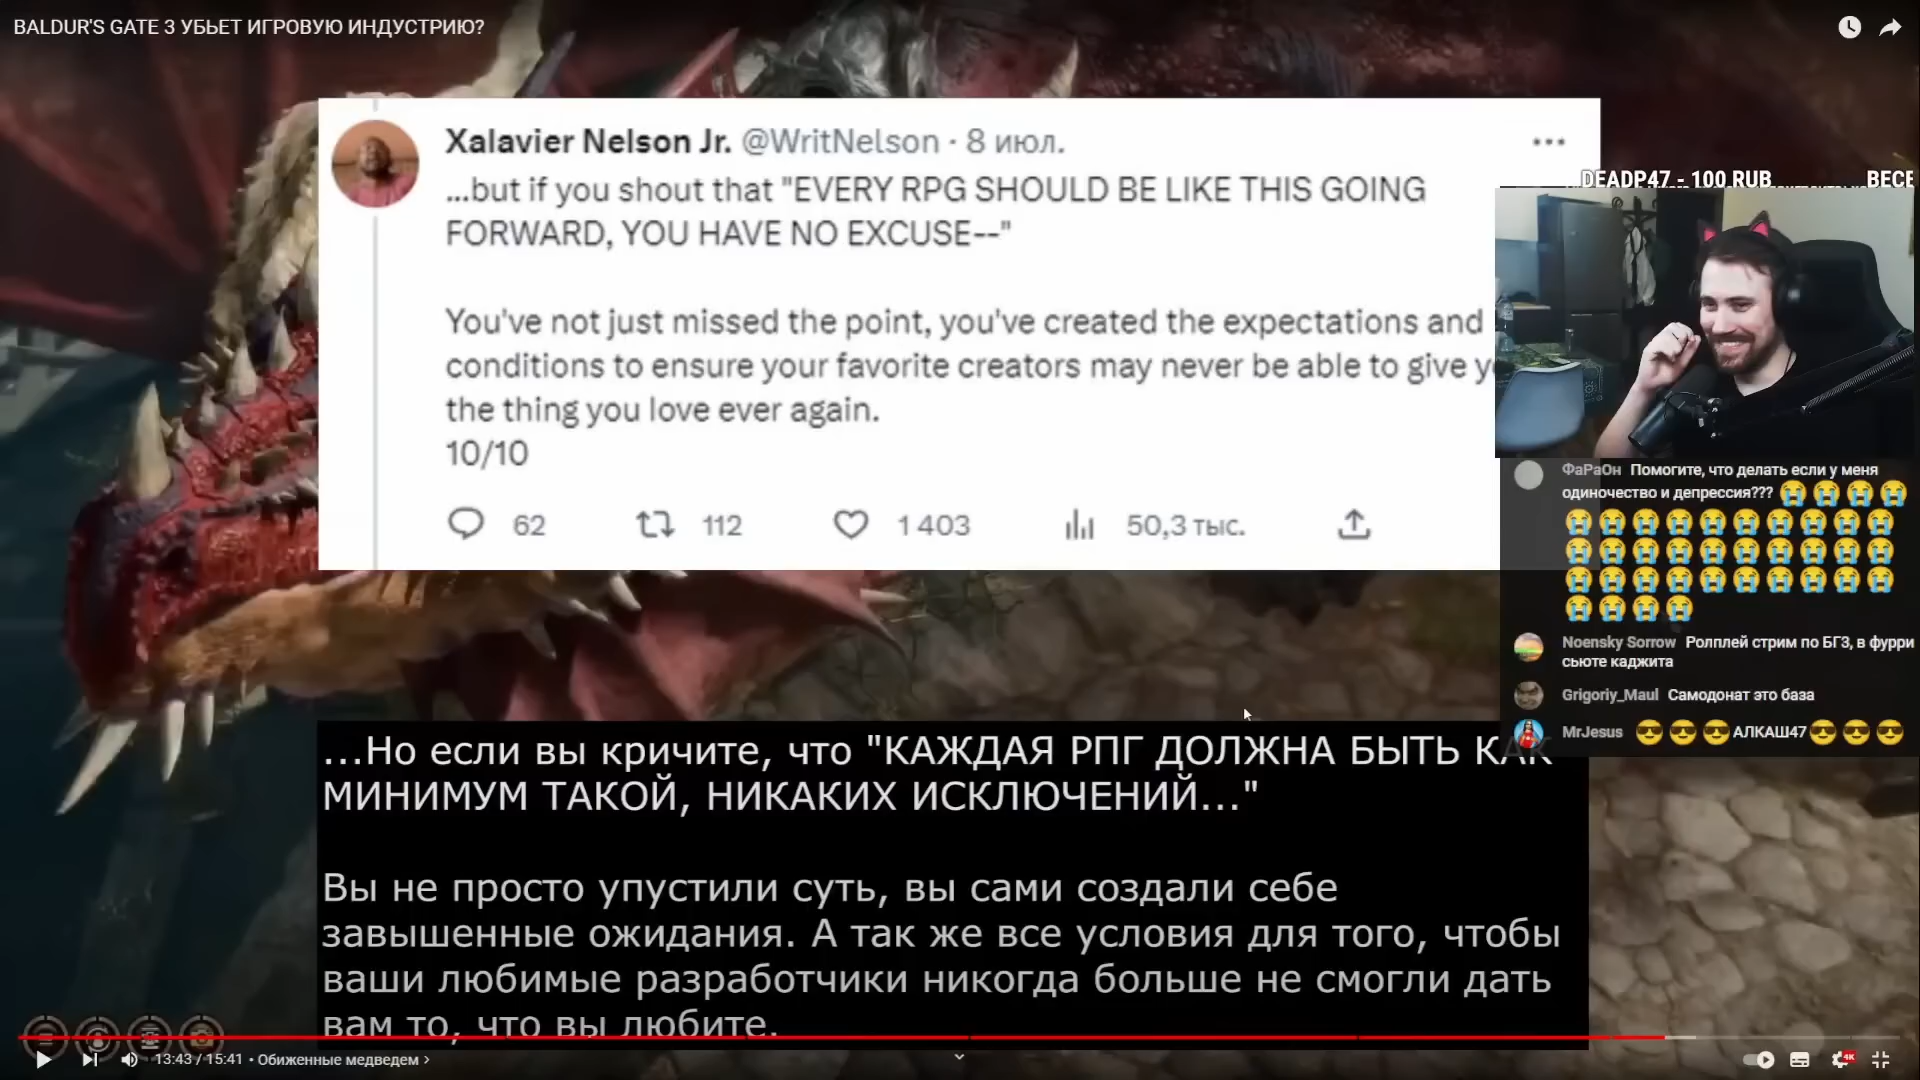 BALDUR'S GATE 3 УБЬЕТ ИГРОВУЮ ИНДУСТРИЮ?
Xalavier Nelson Jr. @WritNelson · 8 июл.
...but if you shout that "EVERY RPG SHOULD BE LIKE THIS GOING
FORWARD, YOU HAVE NO EXCUSE--"
You've not just missed the point, you've created the expectations and
conditions to ensure your favorite creators may never be able to give
the thing you love ever again.
10/10
62 112 1 403 50,3 тыс.
DEADP47 - 100 RUB
ФаРаОн Помогите, что делать если у меня
одиночество и депрессия??? 😭😭😭😭
😭😭😭😭😭😭😭😭😭😭
😭😭😭😭😭😭😭😭😭😭
😭😭😭😭😭😭😭😭😭😭
😭😭😭😭
Noensky Sorrow Ролплей стрим по БГ3, в фурри
сьюте каджита
Grigoriy_Maul Самодонат это база
MrJesus 😎😎😎АЛКАШ47😎😎😎
...Но если вы кричите, что "КАЖДАЯ РПГ ДОЛЖНА БЫТЬ КАК
МИНИМУМ ТАКОЙ, НИКАКИХ ИСКЛЮЧЕНИЙ..."
Вы не просто упустили суть, вы сами создали себе
завышенные ожидания. А так же все условия для того, чтобы
ваши любимые разработчики никогда больше не смогли дать
вам то, что вы любите.
13:43 / 15:41 • Обиженные медведем ›
4K